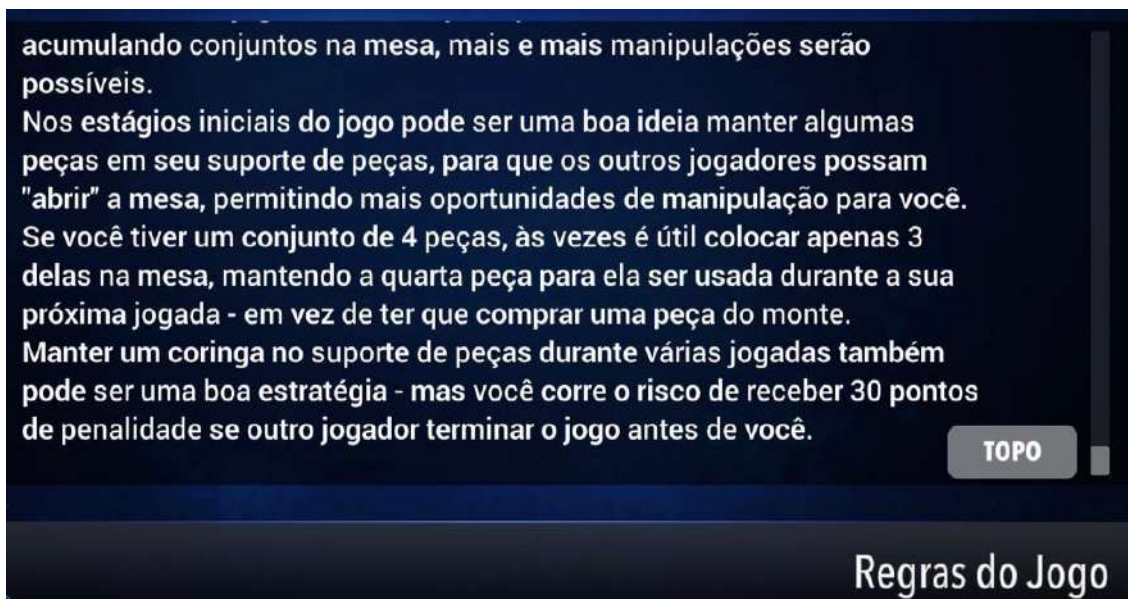 acumulando conjuntos na mesa, mais e mais manipulações serão
possíveis.
Nos estágios iniciais do jogo pode ser uma boa ideia manter algumas
peças em seu suporte de peças, para que os outros jogadores possam
"abrir" a mesa, permitindo mais oportunidades de manipulação para você.
Se você tiver um conjunto de 4 peças, às vezes é útil colocar apenas 3
delas na mesa, mantendo a quarta peça para ela ser usada durante a sua
próxima jogada - em vez de ter que comprar uma peça do monte.
Manter um coringa no suporte de peças durante várias jogadas também
pode ser uma boa estratégia - mas você corre o risco de receber 30 pontos
de penalidade se outro jogador terminar o jogo antes de você.
TOPO
Regras do Jogo